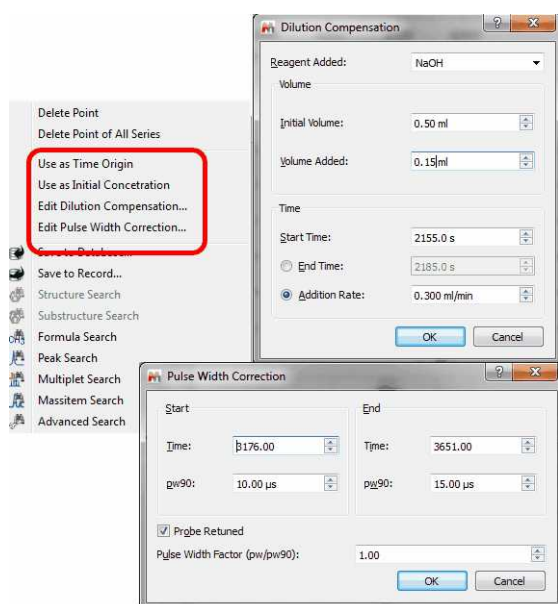 Dilution Compensation
Reagent Added: NaOH
Volume
Initial Volume: 0.50 ml
Volume Added: 0.15 ml
Time
Start Time: 2155.0 s
End Time: 2185.0 s
Addition Rate: 0.300 ml/min
OK Cancel
Delete Point
Delete Point of All Series
Use as Time Origin
Use as Initial Concetration
Edit Dilution Compensation...
Edit Pulse Width Correction...
Save to Database...
Save to Record...
Structure Search
Substructure Search
Formula Search
Peak Search
Multiplet Search
Massitem Search
Advanced Search
Pulse Width Correction
Start End
Time: 3176.00 Time: 3651.00
pw90: 10.00 µs pw90: 15.00 µs
Probe Retuned
Pulse Width Factor (pw/pw90): 1.00
OK Cancel